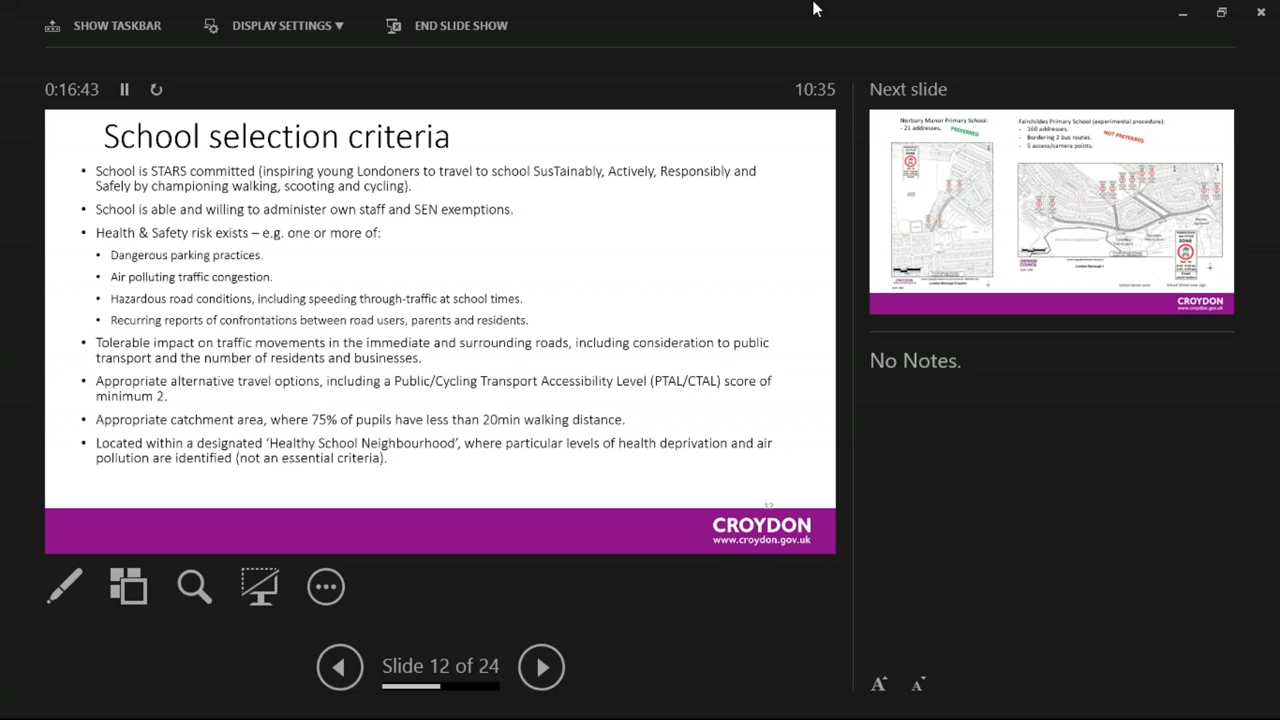 SHOW TASKBAR
DISPLAY SETTINGS ▼
END SLIDE SHOW
0:16:43
10:35
Next slide
School selection criteria
• School is STARS committed (inspiring young Londoners to travel to school SusTainably, Actively, Responsibly and
Safely by championing walking, scooting and cycling).
• School is able and willing to administer own staff and SEN exemptions.
• Health & Safety risk exists – e.g. one or more of:
• Dangerous parking practices.
• Air polluting traffic congestion.
• Hazardous road conditions, including speeding through-traffic at school times.
• Recurring reports of confrontations between road users, parents and residents.
• Tolerable impact on traffic movements in the immediate and surrounding roads, including consideration to public
transport and the number of residents and businesses.
• Appropriate alternative travel options, including a Public/Cycling Transport Accessibility Level (PTAL/CTAL) score of
minimum 2.
• Appropriate catchment area, where 75% of pupils have less than 20min walking distance.
• Located within a designated ‘Healthy School Neighbourhood’, where particular levels of health deprivation and air
pollution are identified (not an essential criteria).
12
CROYDON
www.croydon.gov.uk
Norbury Manor Primary School:
- 21 addresses.
PREFERRED
Fairchildes Primary School (experimental procedure):
- 168 addresses.
- Bordering 2 bus routes.
- 5 access/camera points.
NOT PREFERRED
ZONE
CROYDON
www.croydon.gov.uk
No Notes.
Slide 12 of 24
A
A